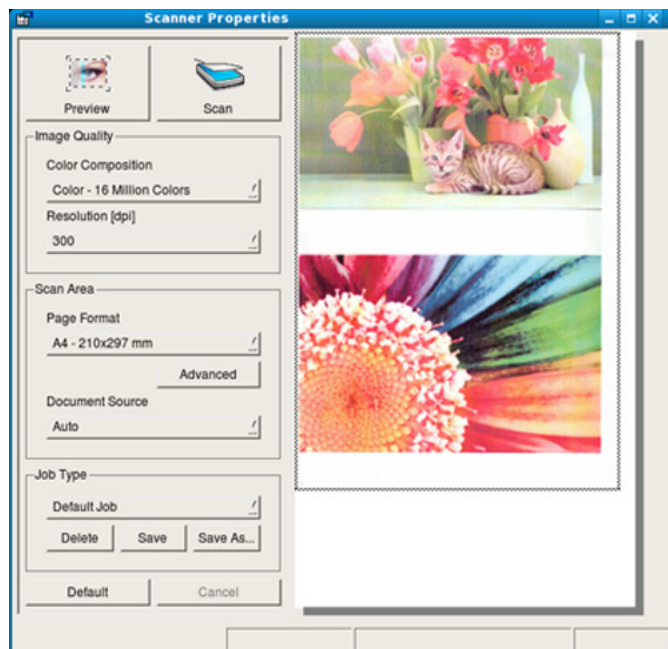 Scanner Properties
Preview
Scan
Image Quality
Color Composition
Color - 16 Million Colors
Resolution [dpi]
300
Scan Area
Page Format
A4 - 210x297 mm
Advanced
Document Source
Auto
Job Type
Default Job
Delete
Save
Save As...
Default
Cancel